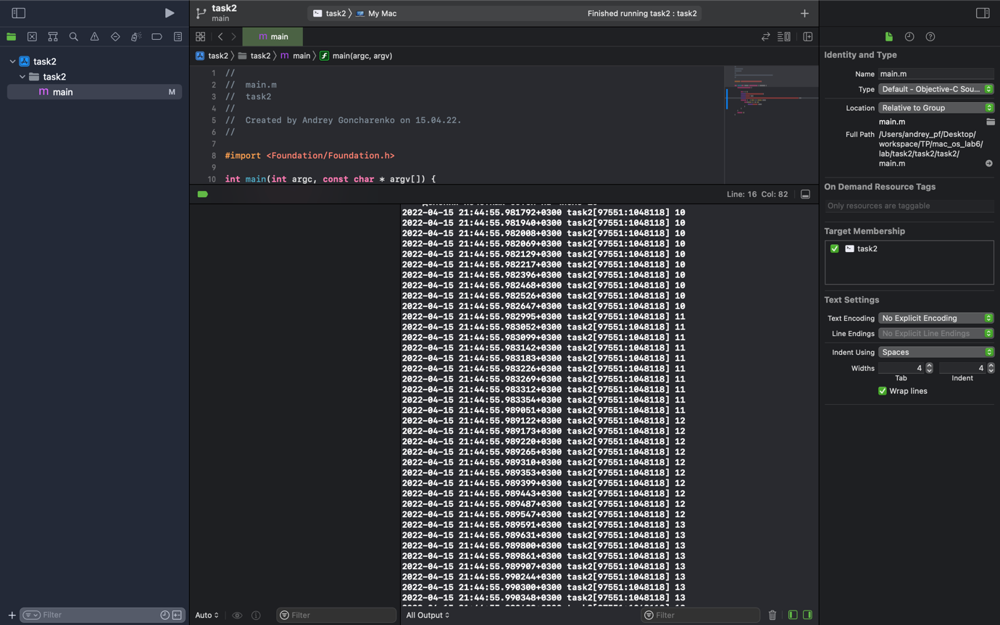 task2
main
task2 〉 My Mac
Finished running task2 : task2
main
task2
task2
main
M
task2 〉 task2 〉 main 〉 main(argc, argv)
1 //
2 //  main.m
3 //  task2
4 //
5 //  Created by Andrey Goncharenko on 15.04.22.
6 //
7
8 #import <Foundation/Foundation.h>
9
10 int main(int argc, const char * argv[]) {
Line: 16 Col: 82
2022-04-15 21:44:55.981792+0300 task2[97551:1048118] 10
2022-04-15 21:44:55.981940+0300 task2[97551:1048118] 10
2022-04-15 21:44:55.982008+0300 task2[97551:1048118] 10
2022-04-15 21:44:55.982069+0300 task2[97551:1048118] 10
2022-04-15 21:44:55.982129+0300 task2[97551:1048118] 10
2022-04-15 21:44:55.982217+0300 task2[97551:1048118] 10
2022-04-15 21:44:55.982396+0300 task2[97551:1048118] 10
2022-04-15 21:44:55.982468+0300 task2[97551:1048118] 10
2022-04-15 21:44:55.982526+0300 task2[97551:1048118] 10
2022-04-15 21:44:55.982647+0300 task2[97551:1048118] 10
2022-04-15 21:44:55.982995+0300 task2[97551:1048118] 11
2022-04-15 21:44:55.983052+0300 task2[97551:1048118] 11
2022-04-15 21:44:55.983099+0300 task2[97551:1048118] 11
2022-04-15 21:44:55.983142+0300 task2[97551:1048118] 11
2022-04-15 21:44:55.983183+0300 task2[97551:1048118] 11
2022-04-15 21:44:55.983226+0300 task2[97551:1048118] 11
2022-04-15 21:44:55.983269+0300 task2[97551:1048118] 11
2022-04-15 21:44:55.983312+0300 task2[97551:1048118] 11
2022-04-15 21:44:55.983354+0300 task2[97551:1048118] 11
2022-04-15 21:44:55.989051+0300 task2[97551:1048118] 11
2022-04-15 21:44:55.989122+0300 task2[97551:1048118] 12
2022-04-15 21:44:55.989173+0300 task2[97551:1048118] 12
2022-04-15 21:44:55.989220+0300 task2[97551:1048118] 12
2022-04-15 21:44:55.989265+0300 task2[97551:1048118] 12
2022-04-15 21:44:55.989310+0300 task2[97551:1048118] 12
2022-04-15 21:44:55.989353+0300 task2[97551:1048118] 12
2022-04-15 21:44:55.989399+0300 task2[97551:1048118] 12
2022-04-15 21:44:55.989443+0300 task2[97551:1048118] 12
2022-04-15 21:44:55.989487+0300 task2[97551:1048118] 12
2022-04-15 21:44:55.989547+0300 task2[97551:1048118] 12
2022-04-15 21:44:55.989591+0300 task2[97551:1048118] 13
2022-04-15 21:44:55.989631+0300 task2[97551:1048118] 13
2022-04-15 21:44:55.989800+0300 task2[97551:1048118] 13
2022-04-15 21:44:55.989861+0300 task2[97551:1048118] 13
2022-04-15 21:44:55.989907+0300 task2[97551:1048118] 13
2022-04-15 21:44:55.990244+0300 task2[97551:1048118] 13
2022-04-15 21:44:55.990300+0300 task2[97551:1048118] 13
2022-04-15 21:44:55.990348+0300 task2[97551:1048118] 13
Filter
Auto
Filter
All Output
Filter
Identity and Type
Name main.m
Type Default - Objective-C Sou...
Location Relative to Group
main.m
Full Path /Users/andrey_pf/Desktop/
workspace/TP/mac_os_lab6/
lab/task2/task2/task2/
main.m
On Demand Resource Tags
Only resources are taggable
Target Membership
task2
Text Settings
Text Encoding No Explicit Encoding
Line Endings No Explicit Line Endings
Indent Using Spaces
Widths 4 4
Tab Indent
Wrap lines